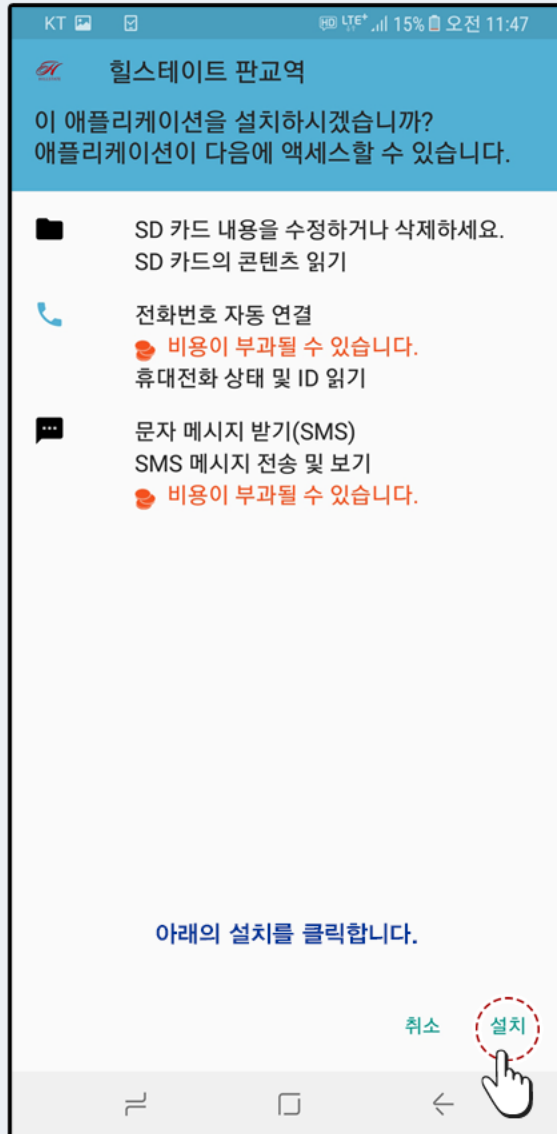 KT HD LTE+ 15% 오전 11:47
힐스테이트 판교역
이 애플리케이션을 설치하시겠습니까?
애플리케이션이 다음에 액세스할 수 있습니다.
SD 카드 내용을 수정하거나 삭제하세요.
SD 카드의 콘텐츠 읽기
전화번호 자동 연결
비용이 부과될 수 있습니다.
휴대전화 상태 및 ID 읽기
문자 메시지 받기(SMS)
SMS 메시지 전송 및 보기
비용이 부과될 수 있습니다.
아래의 설치를 클릭합니다.
취소 설치